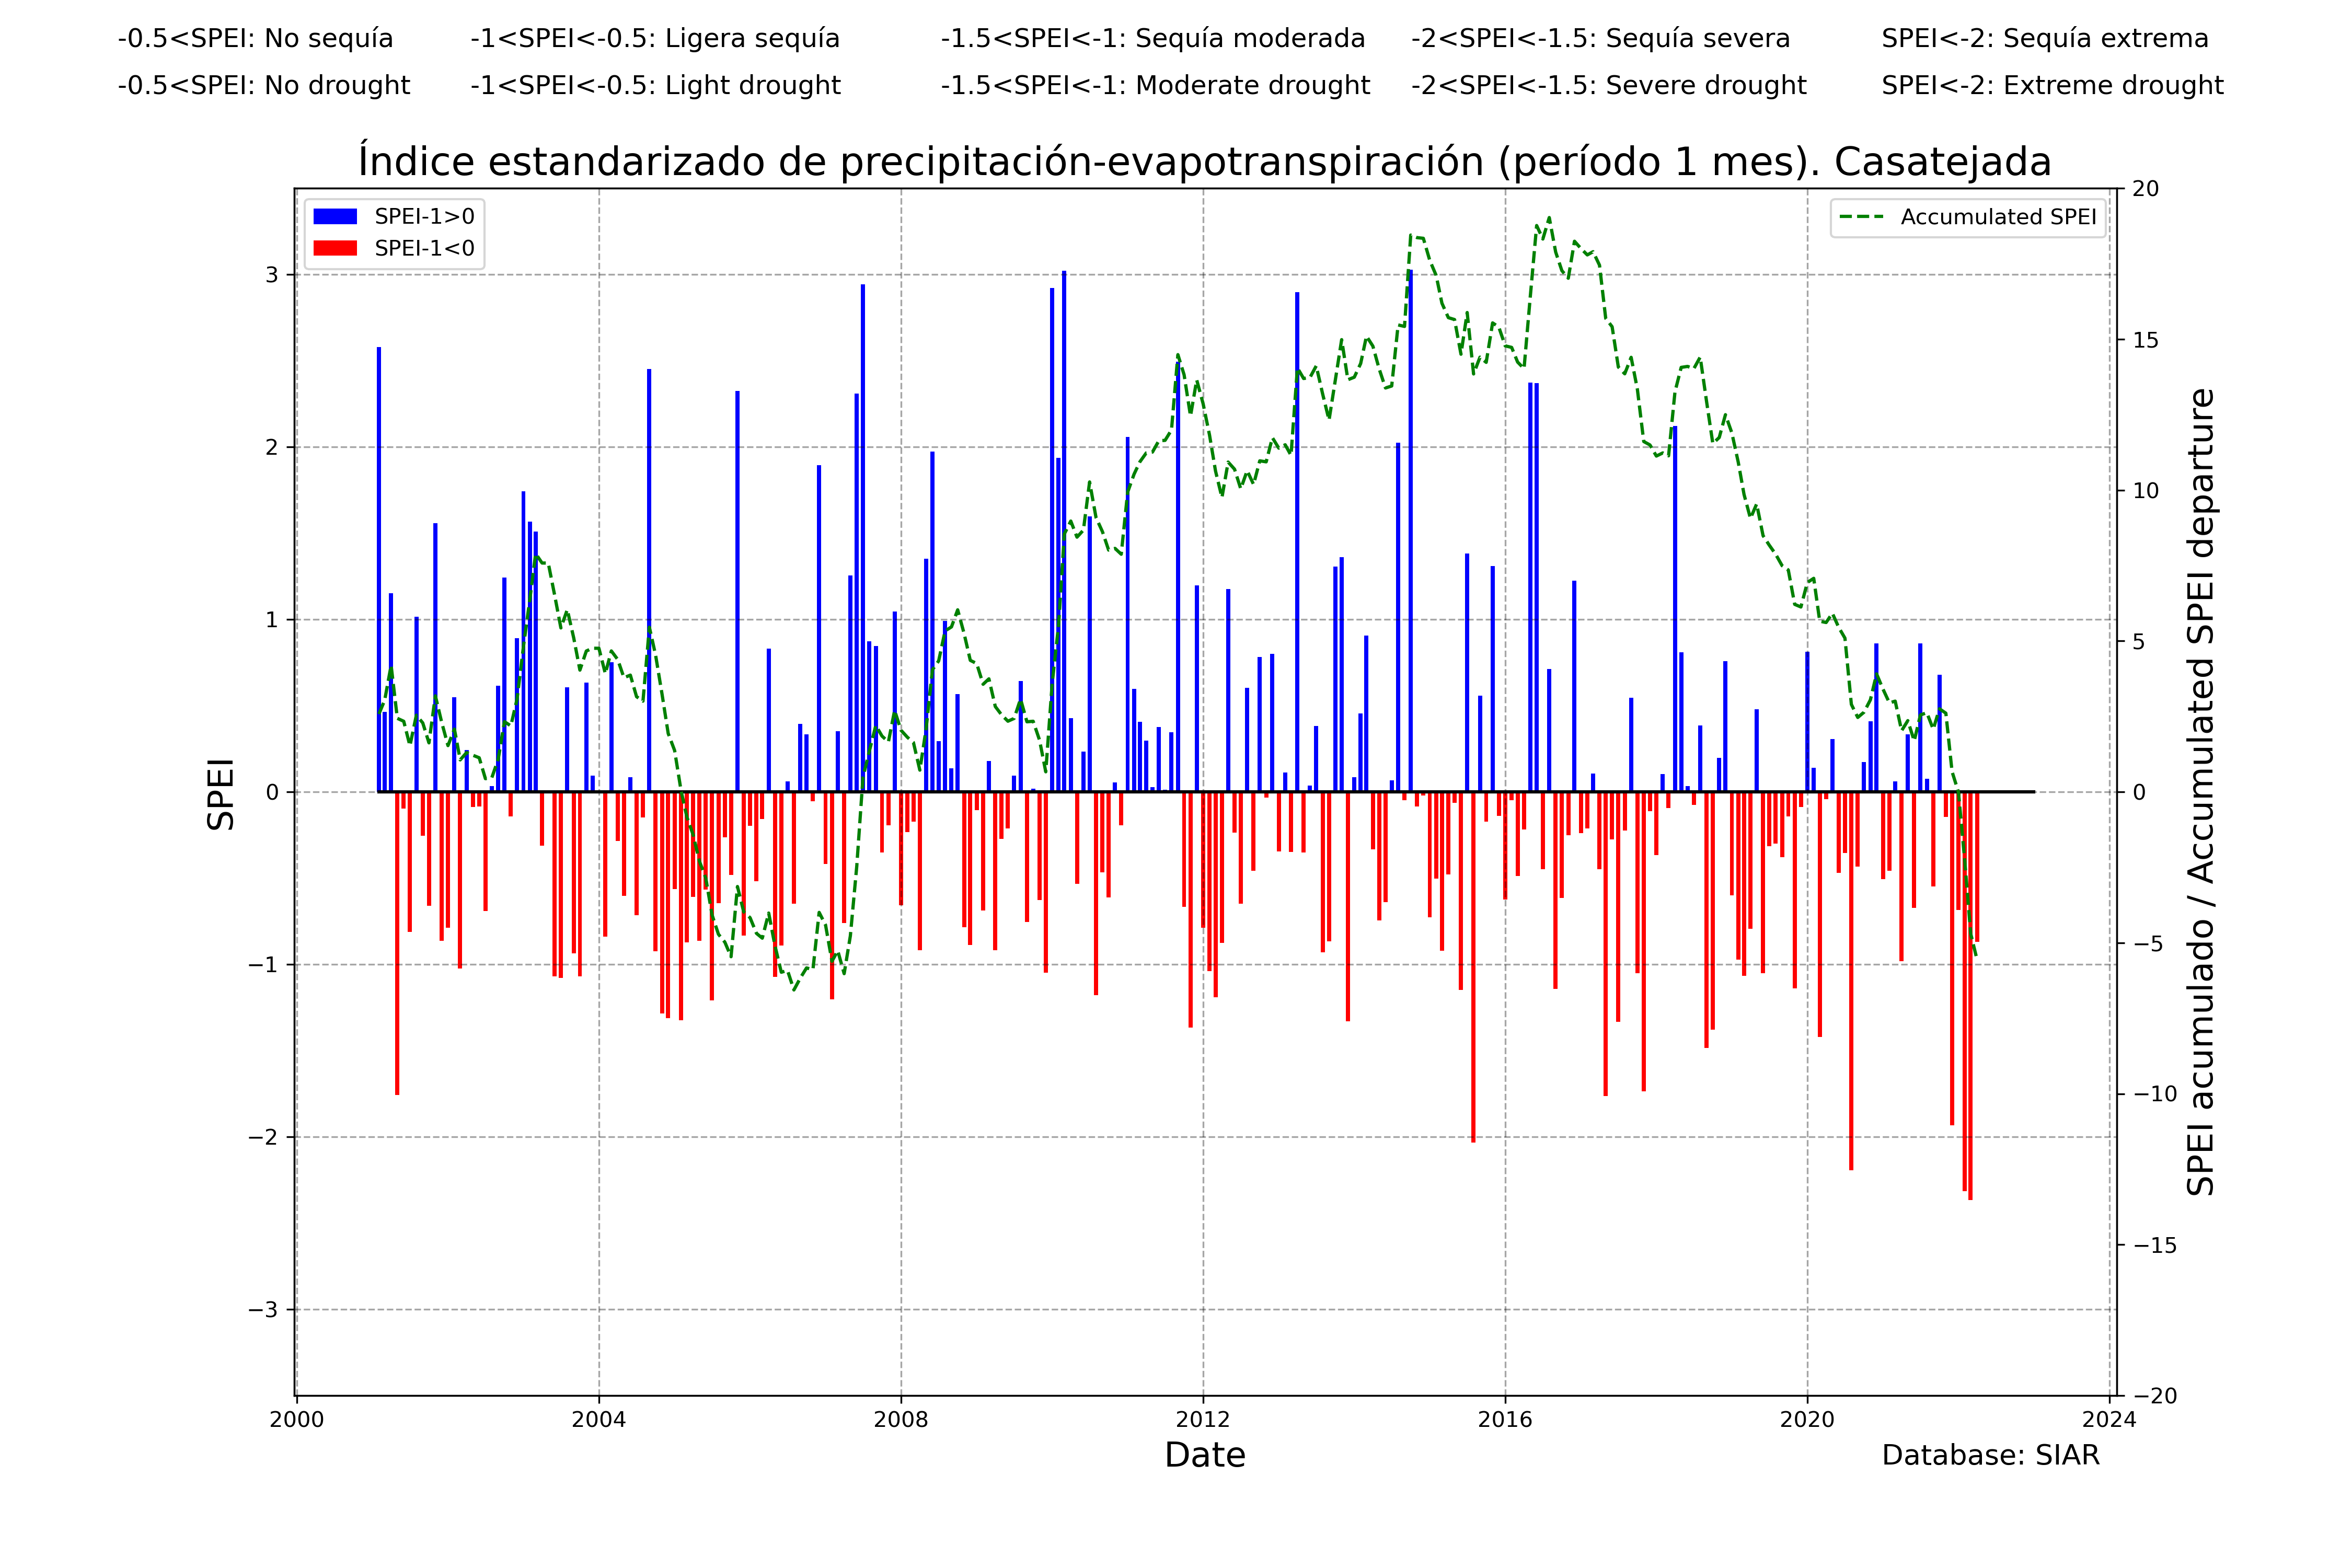 -0.5<SPEI: No sequía -1<SPEI<-0.5: Ligera sequía -1.5<SPEI<-1: Sequía moderada -2<SPEI<-1.5: Sequía severa SPEI<-2: Sequía extrema
-0.5<SPEI: No drought -1<SPEI<-0.5: Light drought -1.5<SPEI<-1: Moderate drought -2<SPEI<-1.5: Severe drought SPEI<-2: Extreme drought
Índice estandarizado de precipitación-evapotranspiración (período 1 mes). Casatejada
SPEI-1>0
SPEI-1<0
Accumulated SPEI
SPEI
3
2
1
0
−1
−2
−3
20
15
10
5
0
−5
−10
−15
−20
SPEI acumulado / Accumulated SPEI departure
2000 2004 2008 2012 2016 2020 2024
Date
Database: SIAR